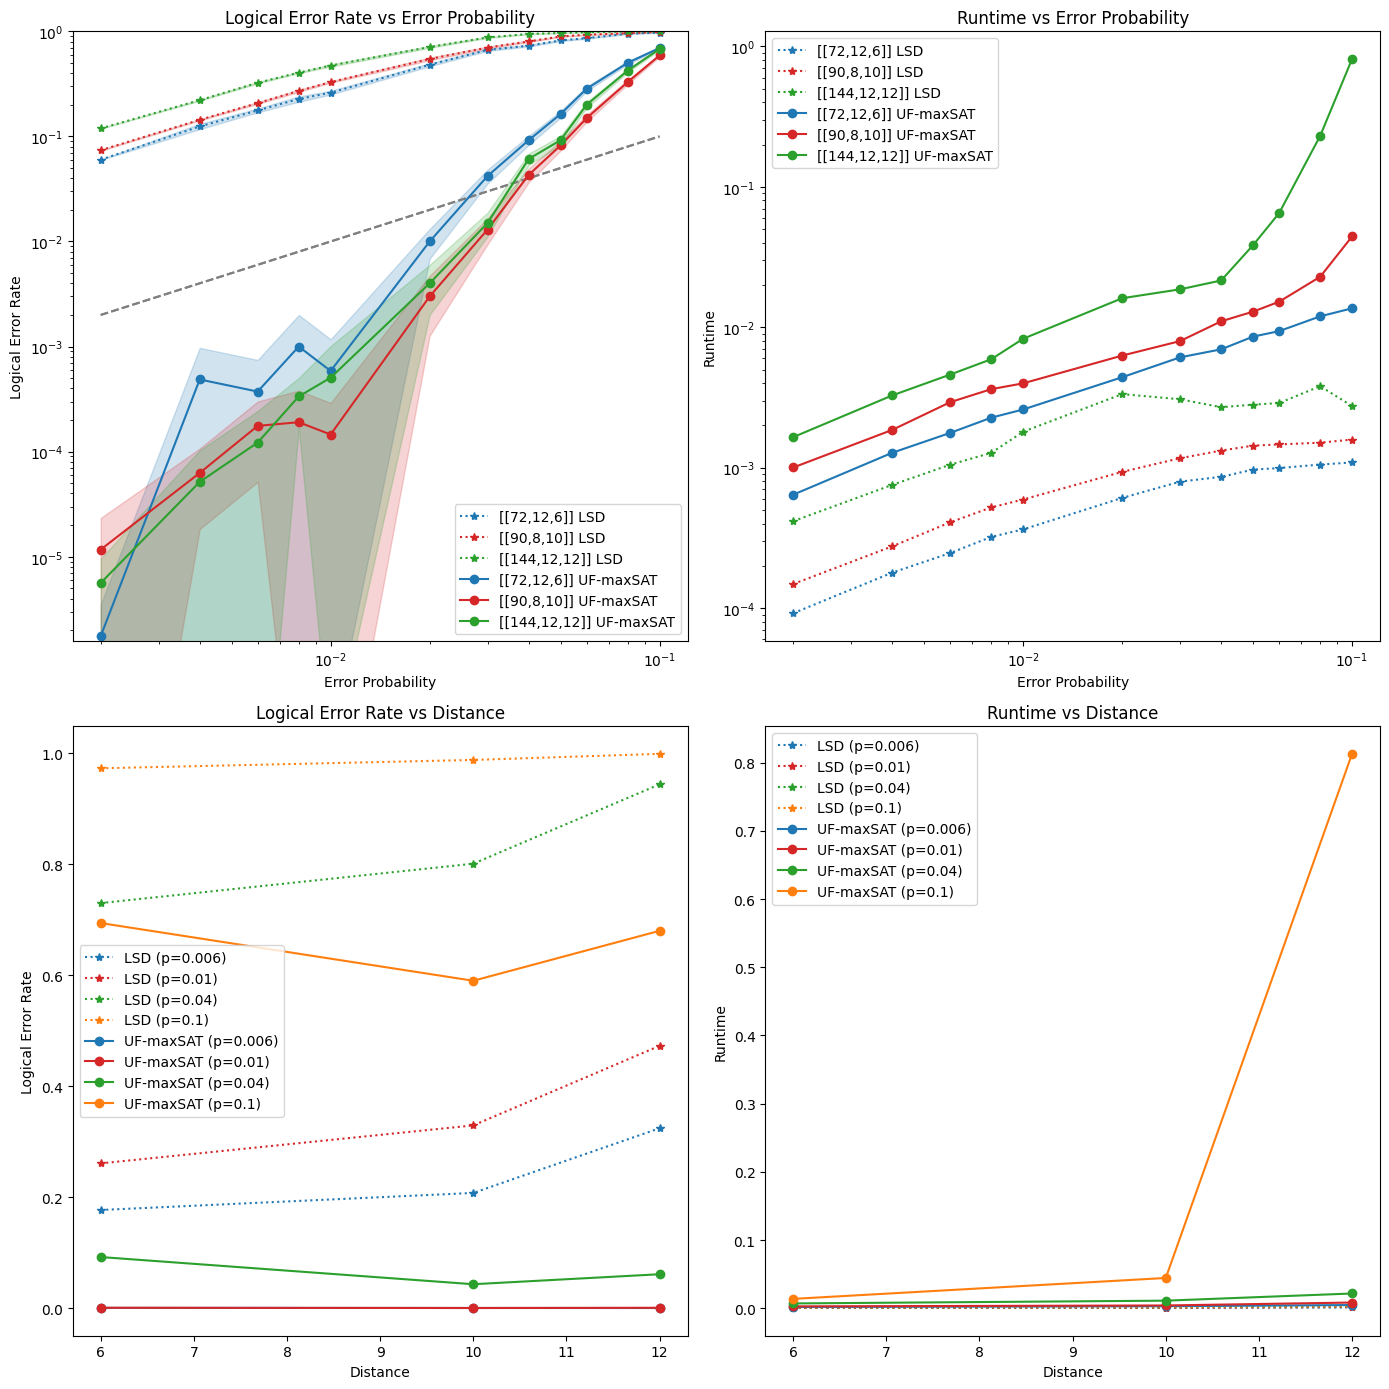 Logical Error Rate vs Error Probability
Logical Error Rate
10⁰
10⁻¹
10⁻²
10⁻³
10⁻⁴
10⁻⁵
[[72,12,6]] LSD
[[90,8,10]] LSD
[[144,12,12]] LSD
[[72,12,6]] UF-maxSAT
[[90,8,10]] UF-maxSAT
[[144,12,12]] UF-maxSAT
10⁻²
10⁻¹
Error Probability
Runtime vs Error Probability
Runtime
10⁰
10⁻¹
10⁻²
10⁻³
10⁻⁴
[[72,12,6]] LSD
[[90,8,10]] LSD
[[144,12,12]] LSD
[[72,12,6]] UF-maxSAT
[[90,8,10]] UF-maxSAT
[[144,12,12]] UF-maxSAT
10⁻²
10⁻¹
Error Probability
Logical Error Rate vs Distance
Logical Error Rate
1.0
0.8
0.6
0.4
0.2
0.0
LSD (p=0.006)
LSD (p=0.01)
LSD (p=0.04)
LSD (p=0.1)
UF-maxSAT (p=0.006)
UF-maxSAT (p=0.01)
UF-maxSAT (p=0.04)
UF-maxSAT (p=0.1)
6 7 8 9 10 11 12
Distance
Runtime vs Distance
Runtime
0.8
0.7
0.6
0.5
0.4
0.3
0.2
0.1
0.0
LSD (p=0.006)
LSD (p=0.01)
LSD (p=0.04)
LSD (p=0.1)
UF-maxSAT (p=0.006)
UF-maxSAT (p=0.01)
UF-maxSAT (p=0.04)
UF-maxSAT (p=0.1)
6 7 8 9 10 11 12
Distance